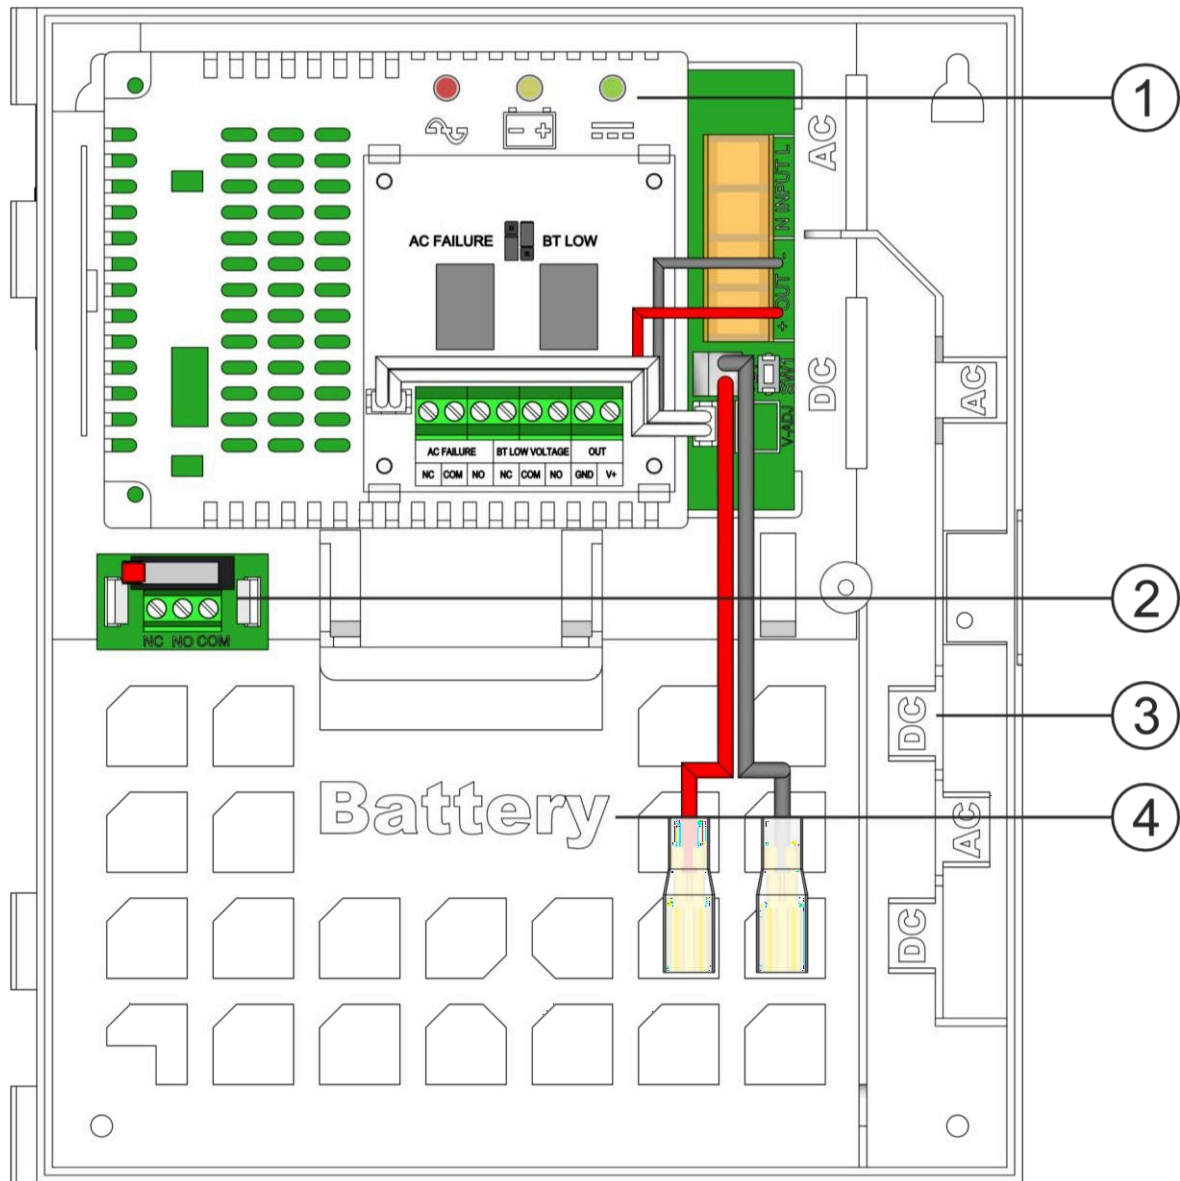 1
AC
N INPUT L
AC FAILURE
BT LOW
+ OUT -
DC
SW1
AC
V-ADJ
AC FAILURE
BT LOW VOLTAGE
OUT
NC
COM
NO
NC
COM
NO
GND
V+
2
NC NO COM
DC
3
Battery
4
AC
DC